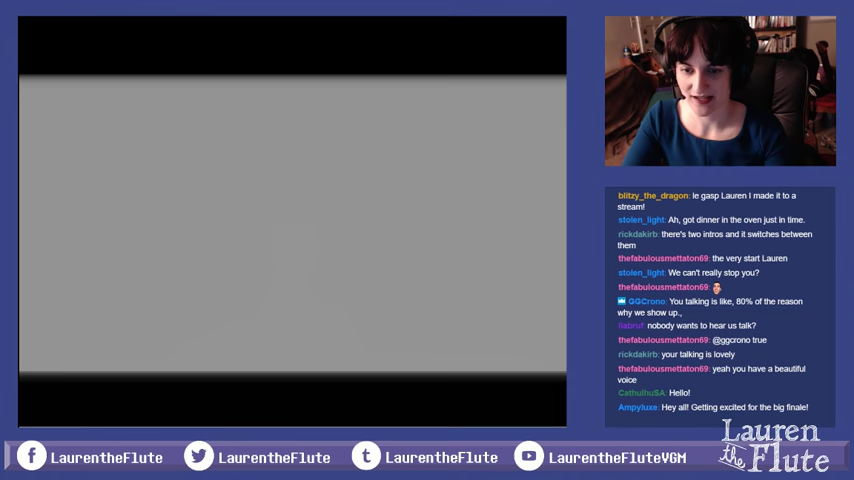 blitzy_the_dragon: le gasp Lauren I made it to a
stream!
stolen_light: Ah, got dinner in the oven just in time.
rickdakirb: there's two intros and it switches between
them
thefabulousmettaton69: the very start Lauren
stolen_light: We can't really stop you?
thefabulousmettaton69:
GGCrono: You talking is like, 80% of the reason
why we show up.,
liabruf: nobody wants to hear us talk?
thefabulousmettaton69: @ggcrono true
rickdakirb: your talking is lovely
thefabulousmettaton69: yeah you have a beautiful
voice
CathulhuSA: Hello!
Ampyluxe: Hey all! Getting excited for the big finale!
LaurentheFlute
LaurentheFlute
LaurentheFlute
LaurentheFluteVGM
Lauren
the Flute